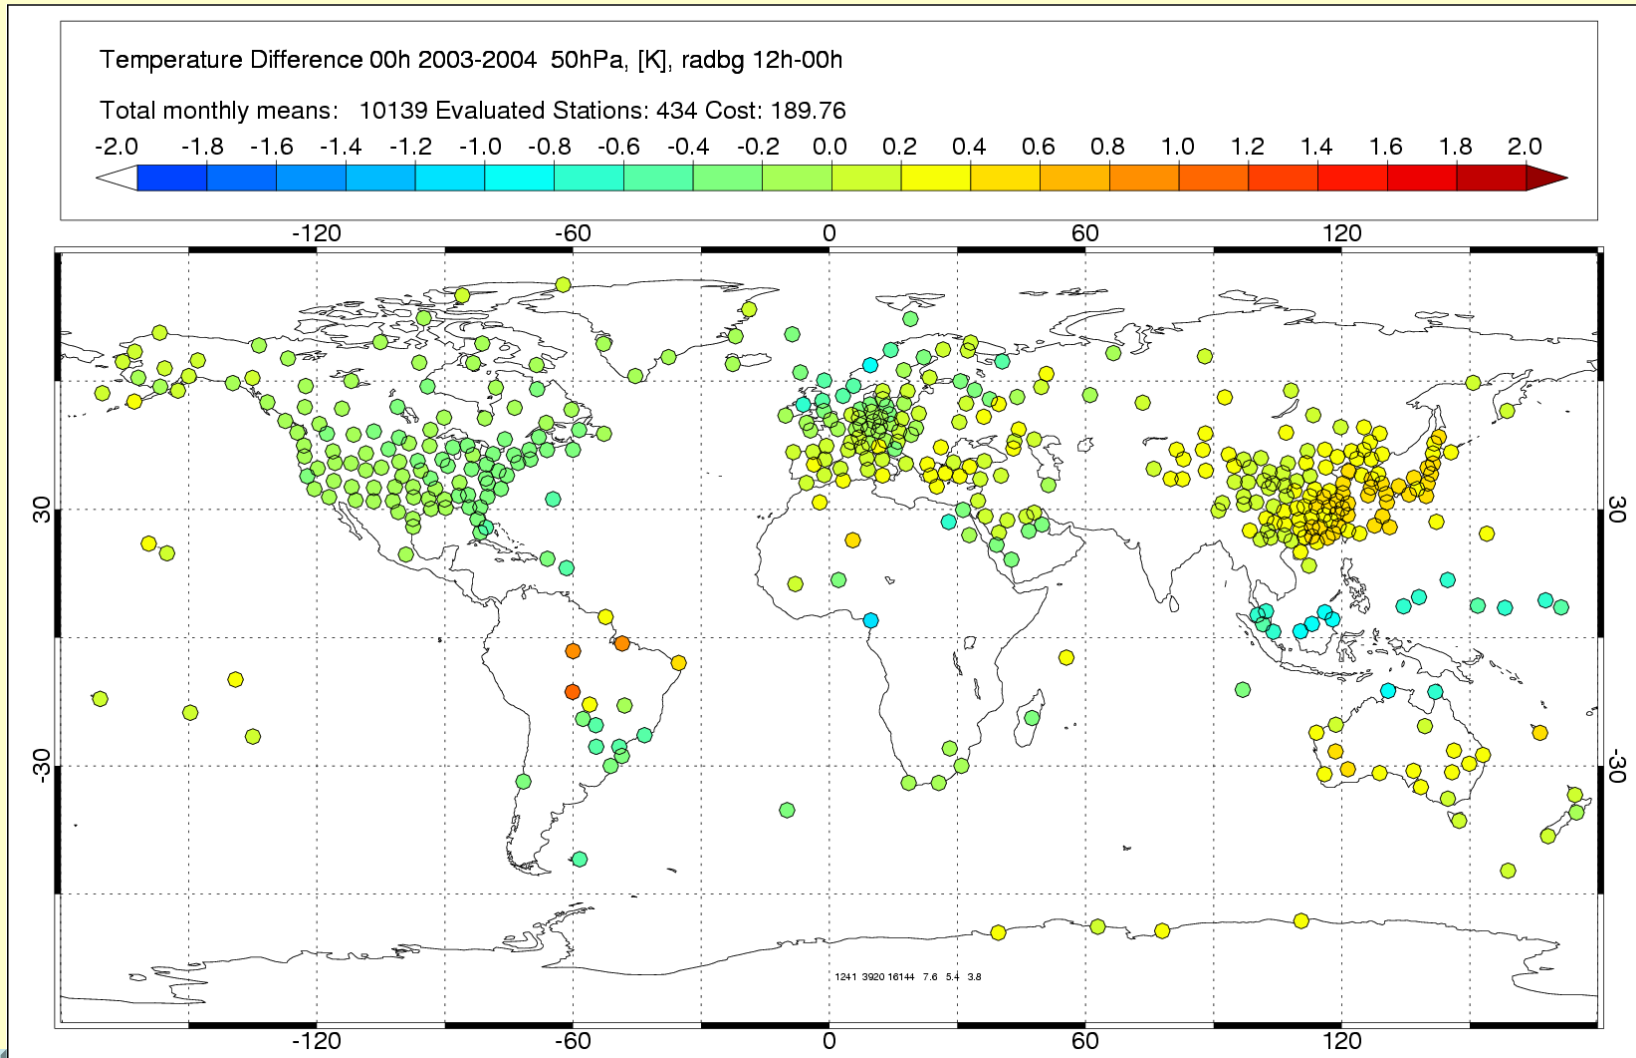 Temperature Difference 00h 2003-2004 50hPa, [K], radbg 12h-00h
Total monthly means: 10139 Evaluated Stations: 434 Cost: 189.76
-2.0 -1.8 -1.6 -1.4 -1.2 -1.0 -0.8 -0.6 -0.4 -0.2 0.0 0.2 0.4 0.6 0.8 1.0 1.2 1.4 1.6 1.8 2.0
-120 -60 0 60 120
30 30
-30 -30
1241 3920 16144 7.6 5.4 3.8
-120 -60 0 60 120